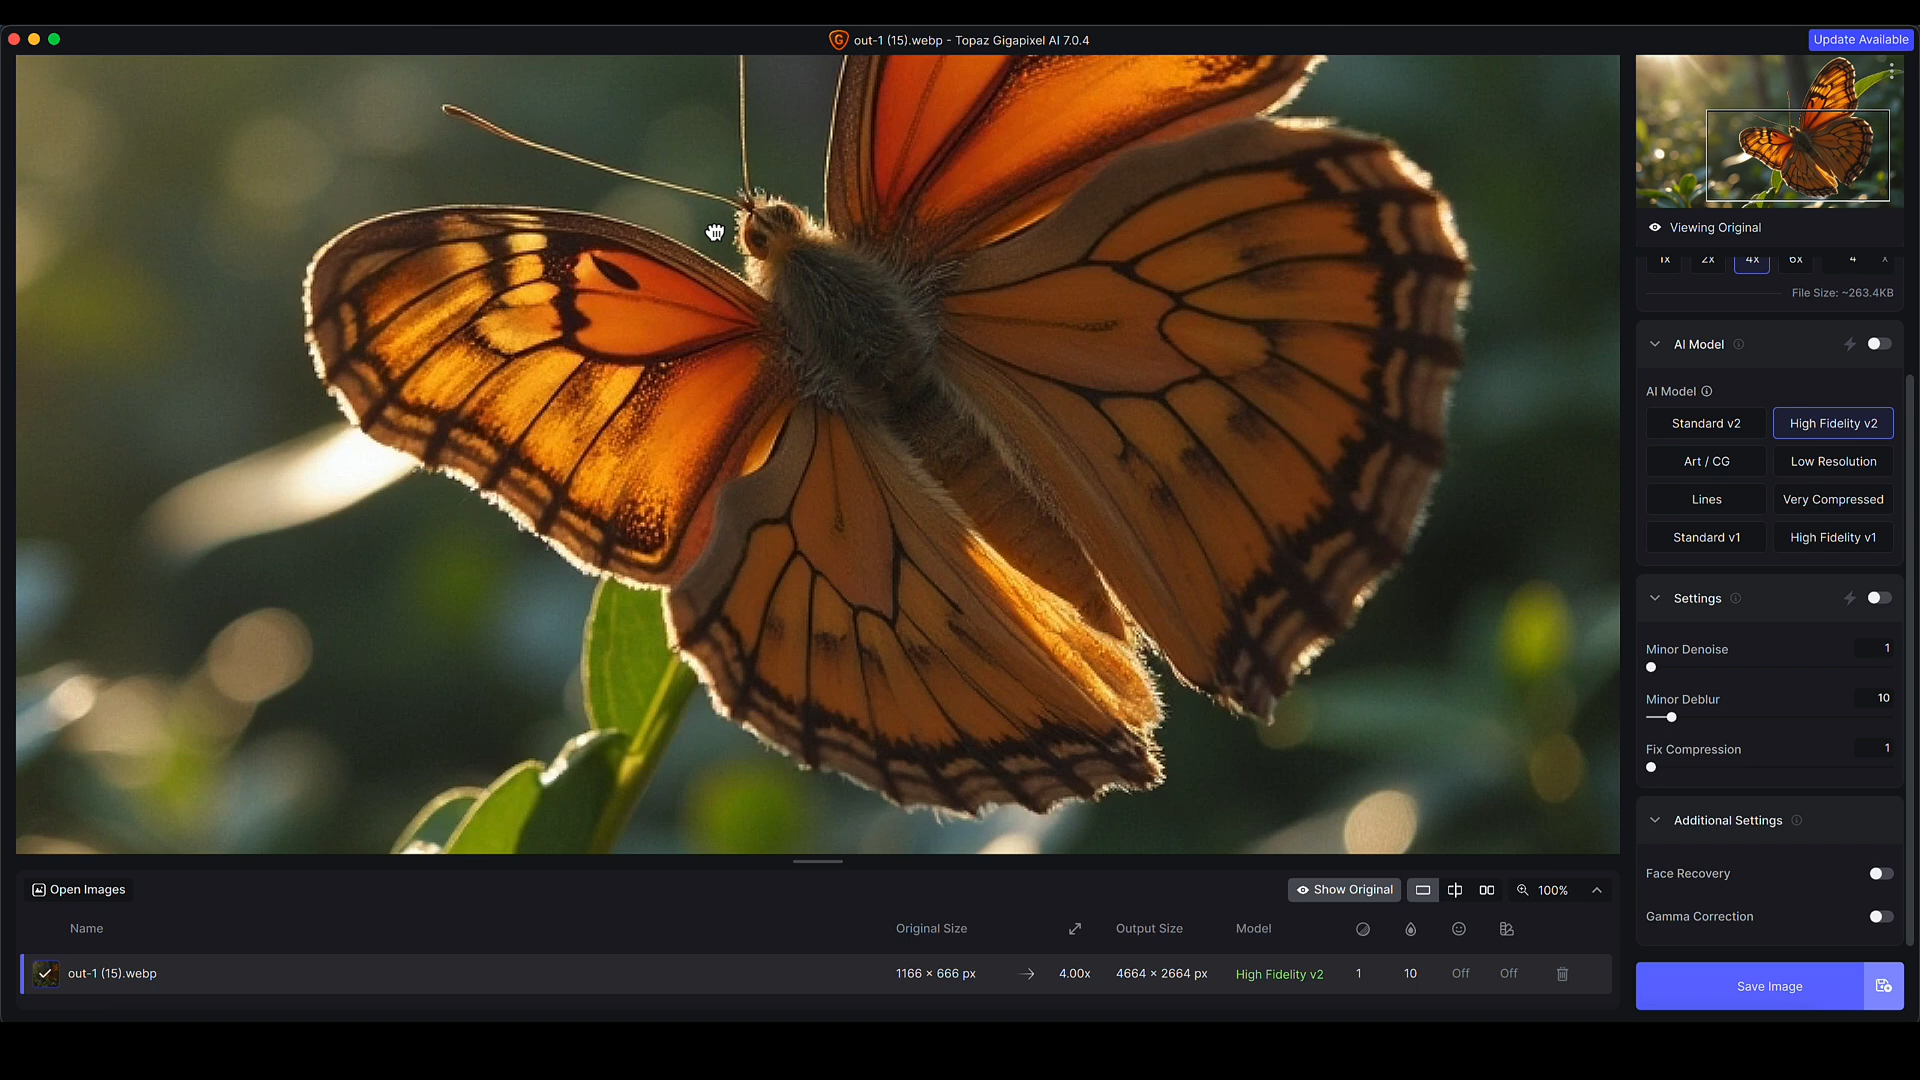 out-1 (15).webp - Topaz Gigapixel AI 7.0.4
Update Available
Viewing Original
1x 2x 4x 6x 4 x
File Size: ~263.4KB
AI Model
AI Model
Standard v2 High Fidelity v2
Art / CG Low Resolution
Lines Very Compressed
Standard v1 High Fidelity v1
Settings
Minor Denoise 1
Minor Deblur 10
Fix Compression 1
Additional Settings
Face Recovery
Gamma Correction
Save Image
Open Images
Show Original
100%
Name Original Size Output Size Model
out-1 (15).webp 1166 × 666 px 4.00x 4664 × 2664 px High Fidelity v2 1 10 Off Off